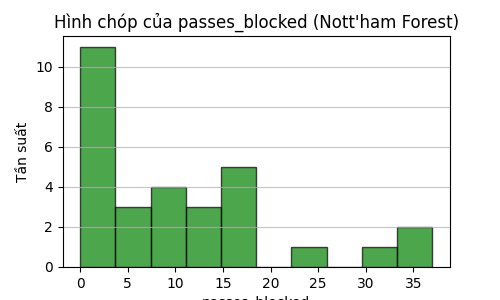 Hình chóp của passes_blocked (Nott'ham Forest)
Tần suất
10
8
6
4
2
0
0 5 10 15 20 25 30 35
passes_blocked